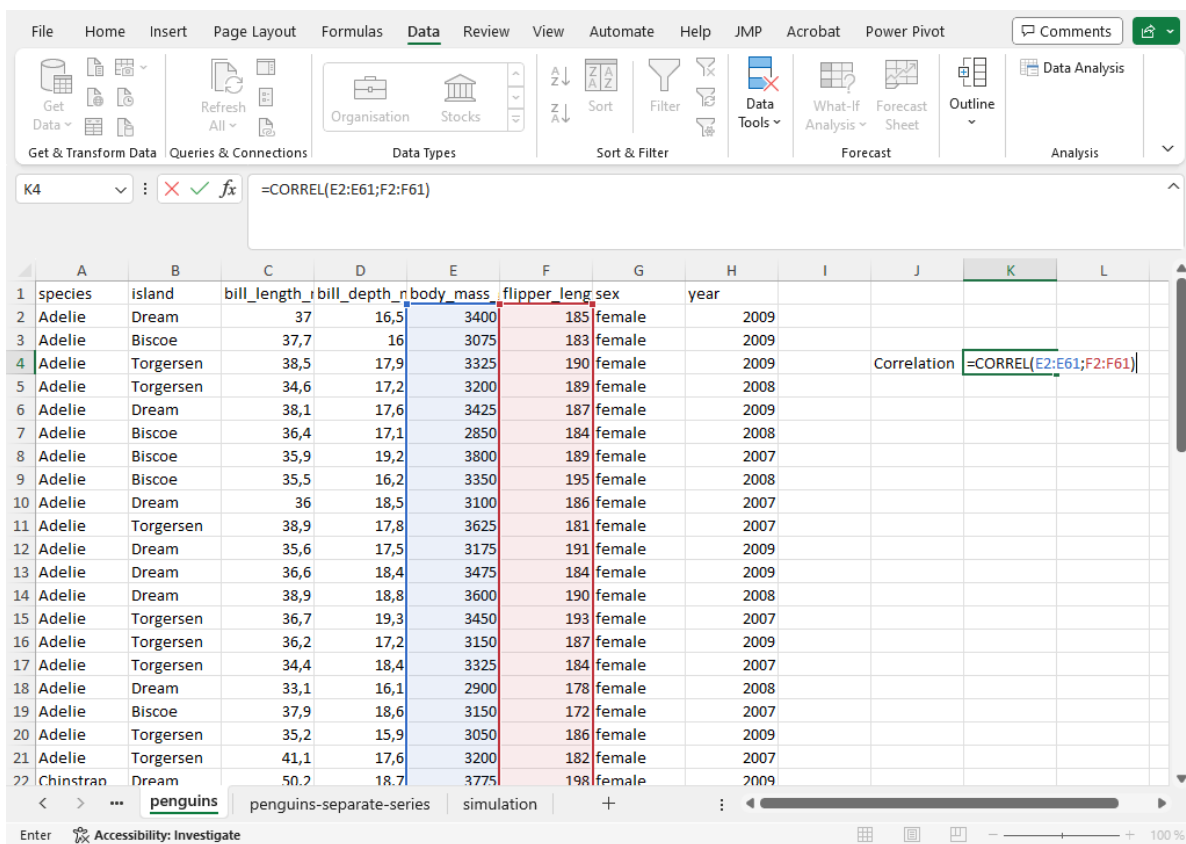 File Home Insert Page Layout Formulas Data Review View Automate Help JMP Acrobat Power Pivot Comments
Get Data
Refresh All
Organisation Stocks
Sort Filter
Data Tools
What-If Analysis Forecast Sheet
Outline
Data Analysis
Get & Transform Data Queries & Connections Data Types Sort & Filter Forecast Analysis
K4 fx =CORREL(E2:E61;F2:F61)
A B C D E F G H I J K L
1 species island bill_length_r bill_depth_n body_mass_ flipper_leng sex year
2 Adelie Dream 37 16,5 3400 185 female 2009
3 Adelie Biscoe 37,7 16 3075 183 female 2009
4 Adelie Torgersen 38,5 17,9 3325 190 female 2009 Correlation =CORREL(E2:E61;F2:F61)
5 Adelie Torgersen 34,6 17,2 3200 189 female 2008
6 Adelie Dream 38,1 17,6 3425 187 female 2009
7 Adelie Biscoe 36,4 17,1 2850 184 female 2008
8 Adelie Biscoe 35,9 19,2 3800 189 female 2007
9 Adelie Biscoe 35,5 16,2 3350 195 female 2008
10 Adelie Dream 36 18,5 3100 186 female 2007
11 Adelie Torgersen 38,9 17,8 3625 181 female 2007
12 Adelie Dream 35,6 17,5 3175 191 female 2009
13 Adelie Dream 36,6 18,4 3475 184 female 2009
14 Adelie Dream 38,9 18,8 3600 190 female 2008
15 Adelie Torgersen 36,7 19,3 3450 193 female 2007
16 Adelie Torgersen 36,2 17,2 3150 187 female 2009
17 Adelie Torgersen 34,4 18,4 3325 184 female 2007
18 Adelie Dream 33,1 16,1 2900 178 female 2008
19 Adelie Biscoe 37,9 18,6 3150 172 female 2007
20 Adelie Torgersen 35,2 15,9 3050 186 female 2009
21 Adelie Torgersen 41,1 17,6 3200 182 female 2007
22 Chinstrap Dream 50,2 18,7 3775 198 female 2009
penguins penguins-separate-series simulation
Enter Accessibility: Investigate 100 %